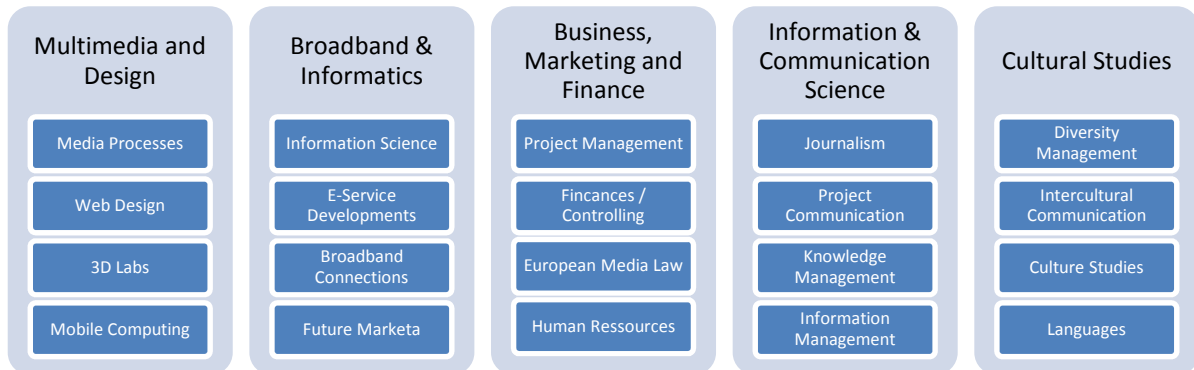 Multimedia and
Design
Media Processes
Web Design
3D Labs
Mobile Computing
Broadband &
Informatics
Information Science
E-Service
Developments
Broadband
Connections
Future Marketa
Business,
Marketing and
Finance
Project Management
Fincances /
Controlling
European Media Law
Human Ressources
Information &
Communication
Science
Journalism
Project
Communication
Knowledge
Management
Information
Management
Cultural Studies
Diversity
Management
Intercultural
Communication
Culture Studies
Languages